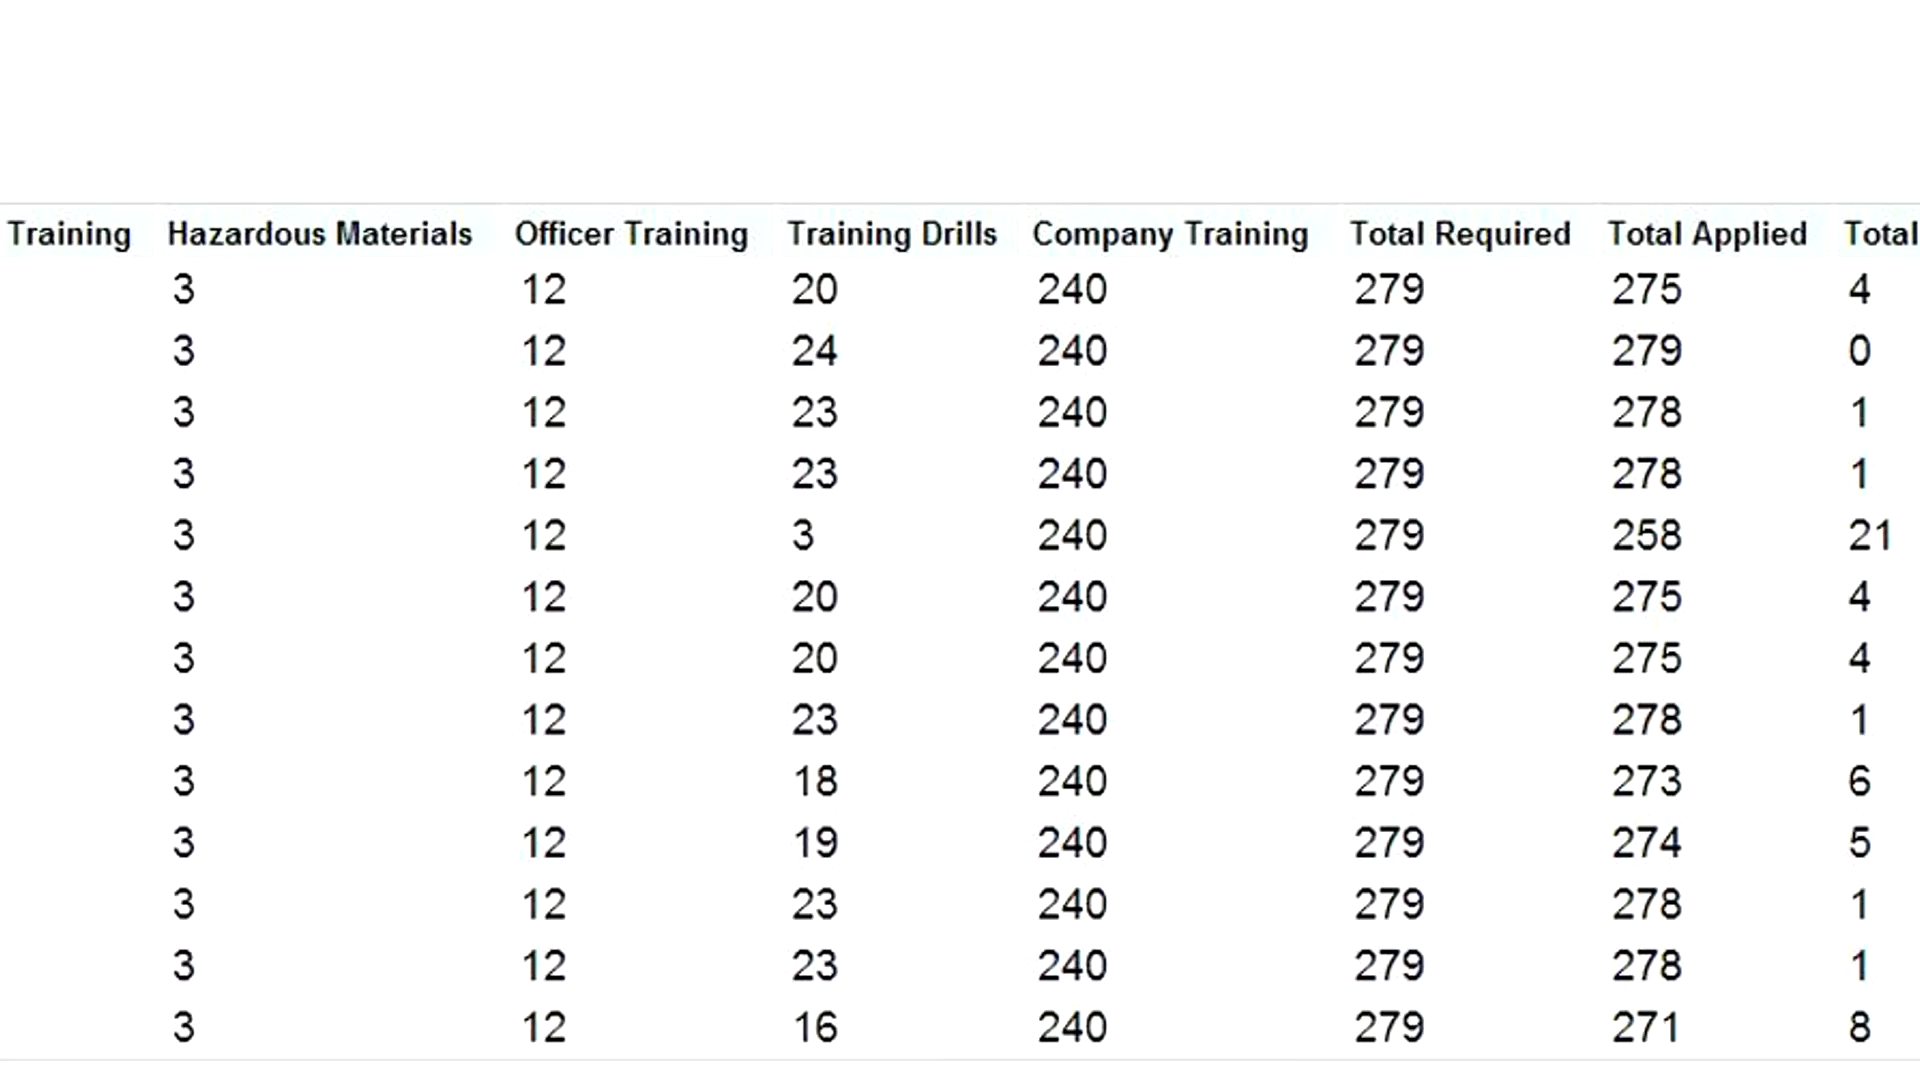 Training Hazardous Materials Officer Training Training Drills Company Training Total Required Total Applied Total
3 12 20 240 279 275 4
3 12 24 240 279 279 0
3 12 23 240 279 278 1
3 12 23 240 279 278 1
3 12 3 240 279 258 21
3 12 20 240 279 275 4
3 12 20 240 279 275 4
3 12 23 240 279 278 1
3 12 18 240 279 273 6
3 12 19 240 279 274 5
3 12 23 240 279 278 1
3 12 23 240 279 278 1
3 12 16 240 279 271 8